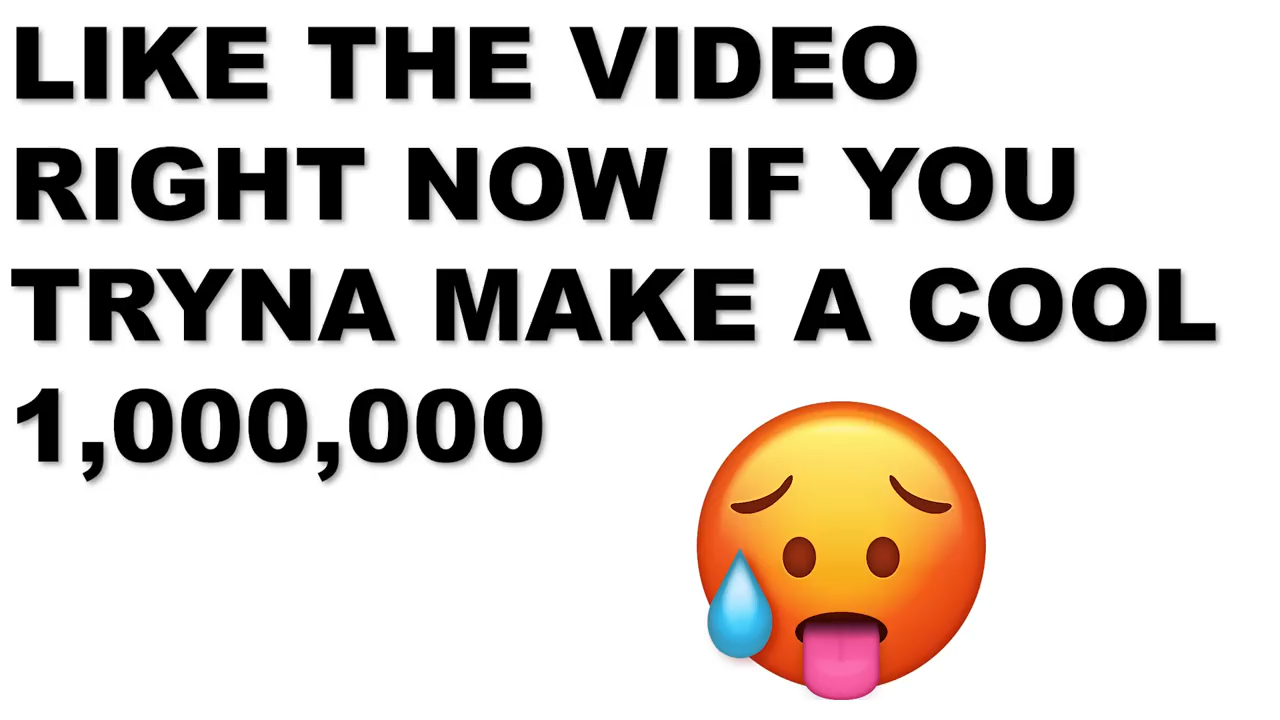 LIKE THE VIDEO
RIGHT NOW IF YOU
TRYNA MAKE A COOL
1,000,000